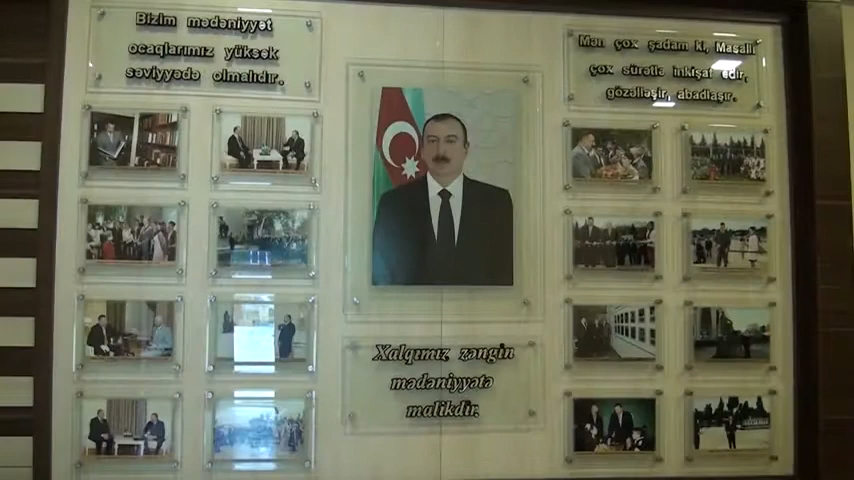 Bizim mədəniyyət
ocaqlarımız yüksək
səviyyədə olmalıdır.
Xalqımız zəngin
mədəniyyətə
malikdir.
Mən çox şadam ki, Masallı
çox sürətlə inkişaf edir,
gözəlləşir, abadlaşır.